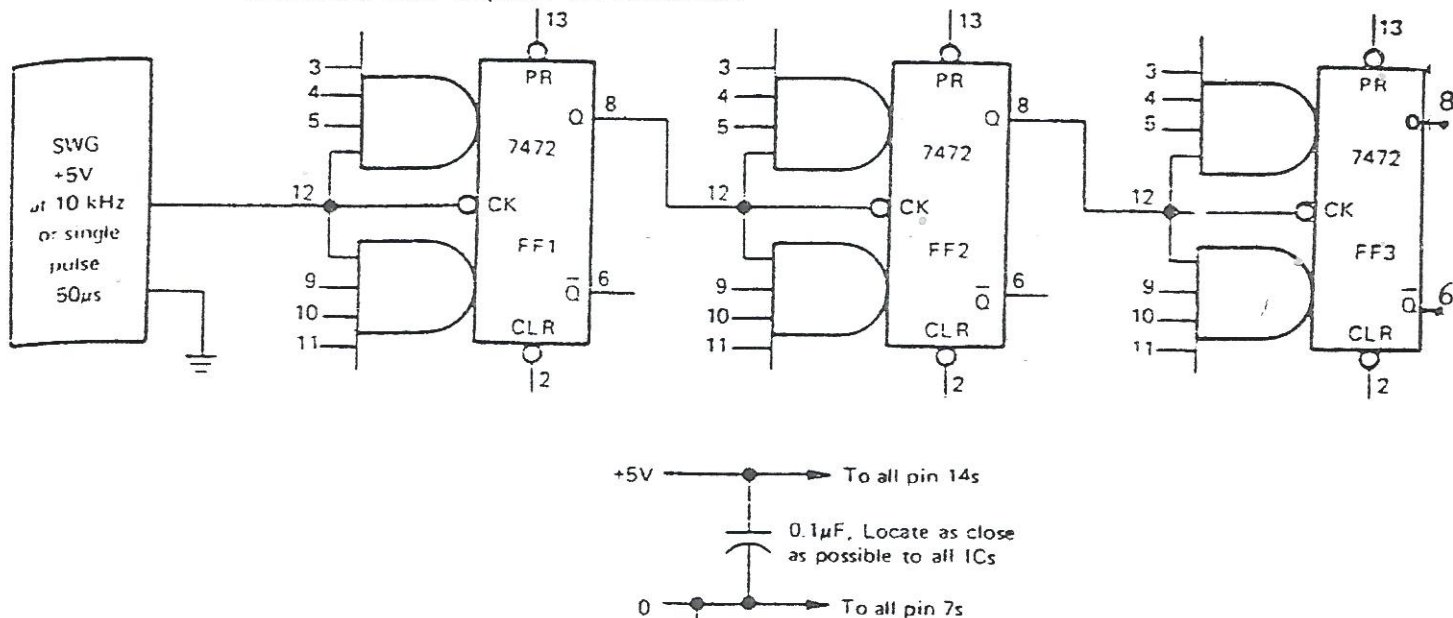 SWG
+5V
at 10 kHz
or single
pulse
50µs
3
4
5
12
9
10
11
13
PR
Q
8
7472
CK
FF1
Q̅
6
CLR
2
3
4
5
12
9
10
11
13
PR
Q
8
7472
CK
FF2
Q̅
6
CLR
2
3
4
5
12
9
10
11
13
PR
8
7472
CK
FF3
Q̅
6
CLR
2
+5V
To all pin 14s
0.1µF, Locate as close
as possible to all ICs
0
To all pin 7s